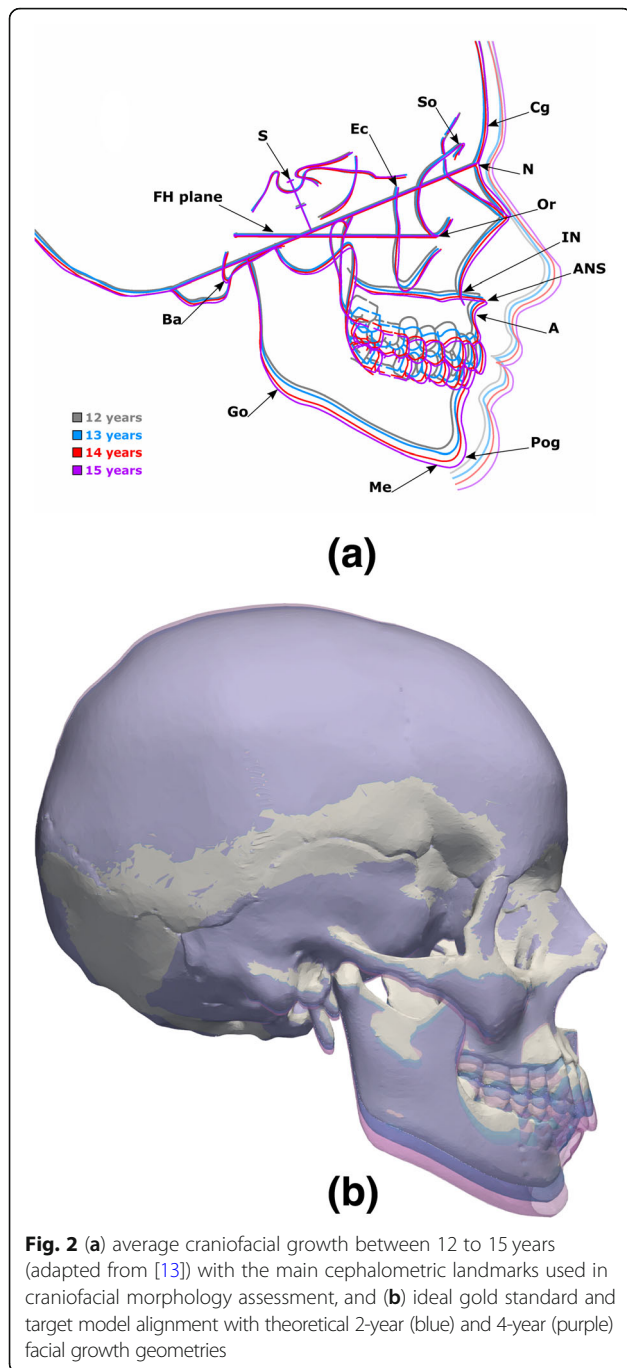 So
Cg
Ec
S
N
FH plane
Or
IN
ANS
A
Ba
Go
12 years
13 years
14 years
15 years
Pog
Me
(a)
(b)
Fig. 2 (a) average craniofacial growth between 12 to 15 years
(adapted from [13]) with the main cephalometric landmarks used in
craniofacial morphology assessment, and (b) ideal gold standard and
target model alignment with theoretical 2-year (blue) and 4-year (purple)
facial growth geometries